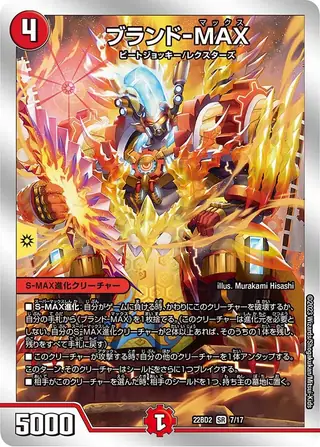 4
マックス
ブランド-MAX
ビートジョッキー/レクスターズ
S-MAX進化クリーチャー
illus. Murakami Hisashi
■S-MAX進化:自分がゲームに負ける時、かわりにこのクリーチャーを破壊するか、
自分の手札から《ブランド-MAX》を1枚捨てる。(このクリーチャーは進化元を必要と
しない。自分のS-MAX進化クリーチャーが2体以上あれば、そのうちの1体を残し、
残りをすべて手札に戻す)
■このクリーチャーが攻撃する時、自分の他のクリーチャーを1体アンタップする。
■このクリーチャーはシールドをさらに1つブレイクする。
■相手がこのクリーチャーを選んだ時、相手のシールドを1つ、持ち主の墓地に置く。
5000
22BD2 SR 7/17